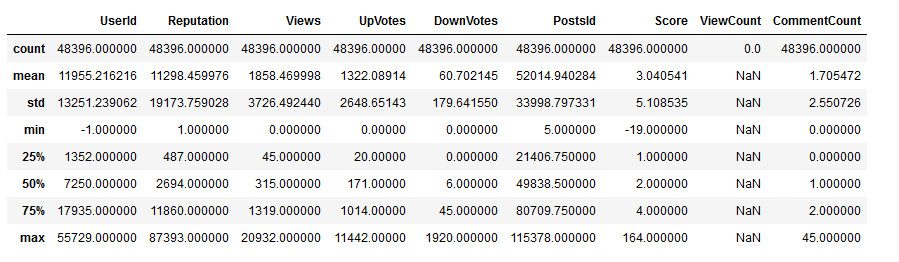 UserId Reputation Views UpVotes DownVotes PostsId Score ViewCount CommentCount
count 48396.000000 48396.000000 48396.000000 48396.00000 48396.000000 48396.000000 48396.000000 0.0 48396.000000
mean 11955.216216 11298.459976 1858.469998 1322.08914 60.702145 52014.940284 3.040541 NaN 1.705472
std 13251.239062 19173.759028 3726.492440 2648.65143 179.641550 33998.797331 5.108535 NaN 2.550726
min -1.000000 1.000000 0.000000 0.00000 0.000000 5.000000 -19.000000 NaN 0.000000
25% 1352.000000 487.000000 45.000000 20.00000 0.000000 21406.750000 1.000000 NaN 0.000000
50% 7250.000000 2694.000000 315.000000 171.00000 6.000000 49838.500000 2.000000 NaN 1.000000
75% 17935.000000 11860.000000 1319.000000 1014.00000 45.000000 80709.750000 4.000000 NaN 2.000000
max 55729.000000 87393.000000 20932.000000 11442.00000 1920.000000 115378.000000 164.000000 NaN 45.000000